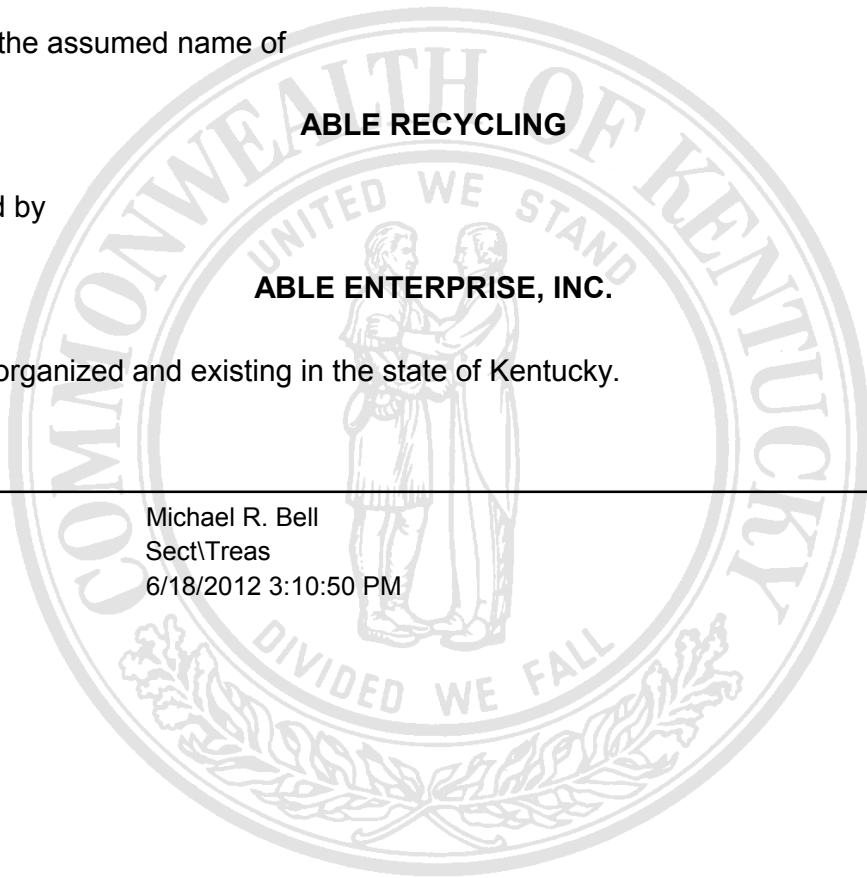 the assumed name of
ABLE RECYCLING
d by
ABLE ENTERPRISE, INC.
organized and existing in the state of Kentucky.
Michael R. Bell
Sect\Treas
6/18/2012 3:10:50 PM
COMMONWEALTH OF KENTUCKY
UNITED WE STAND
DIVIDED WE FALL